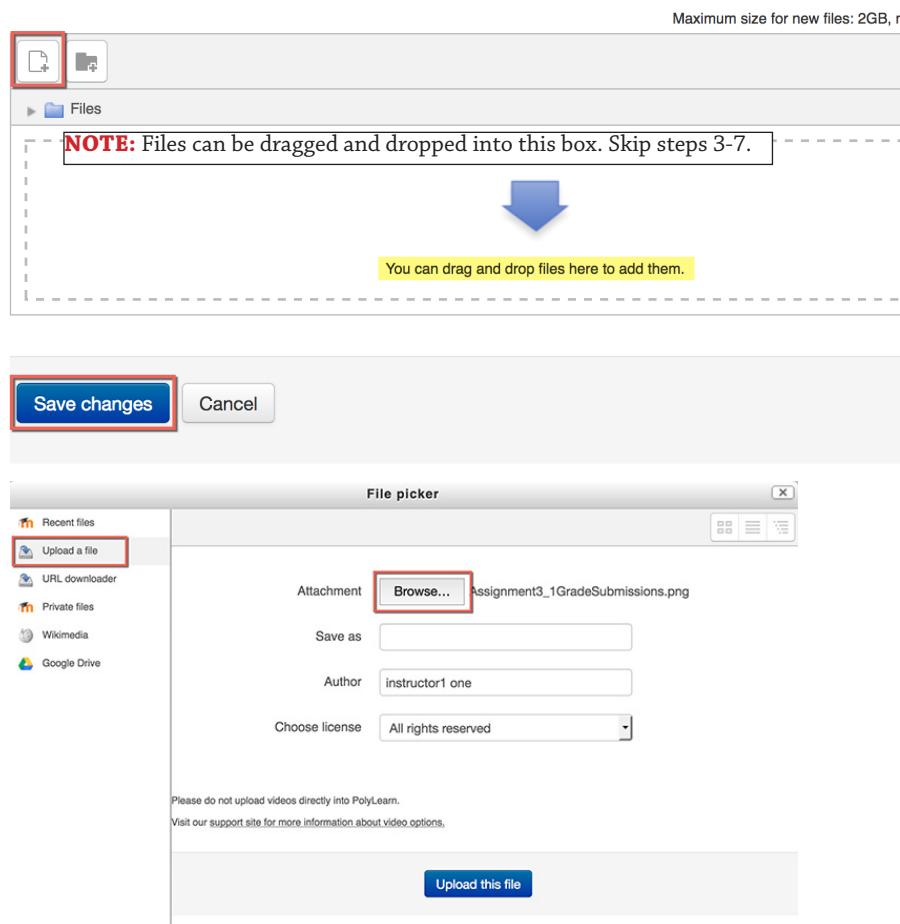 Maximum size for new files: 2GB,
Files
NOTE: Files can be dragged and dropped into this box. Skip steps 3-7.
You can drag and drop files here to add them.
Save changes Cancel
File picker
Recent files
Upload a file
URL downloader
Private files
Wikimedia
Google Drive
Attachment Browse... Assignment3_1GradeSubmissions.png
Save as
Author instructor1 one
Choose license All rights reserved
Please do not upload videos directly into PolyLearn.
Visit our support site for more information about video options.
Upload this file